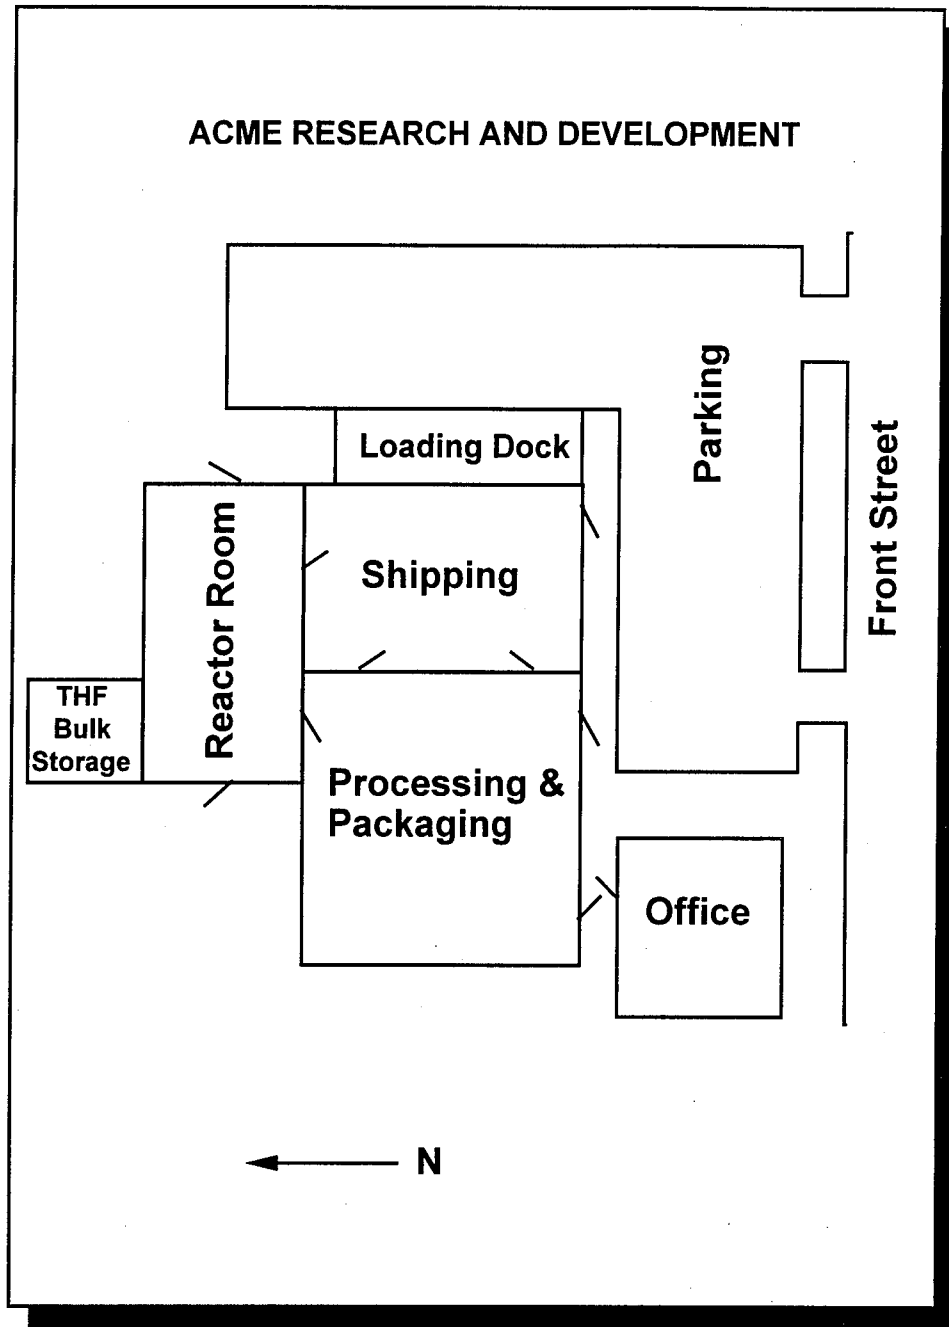 ACME RESEARCH AND DEVELOPMENT
Parking
Front Street
Loading Dock
Reactor Room
Shipping
THF
Bulk
Storage
Processing &
Packaging
Office
N